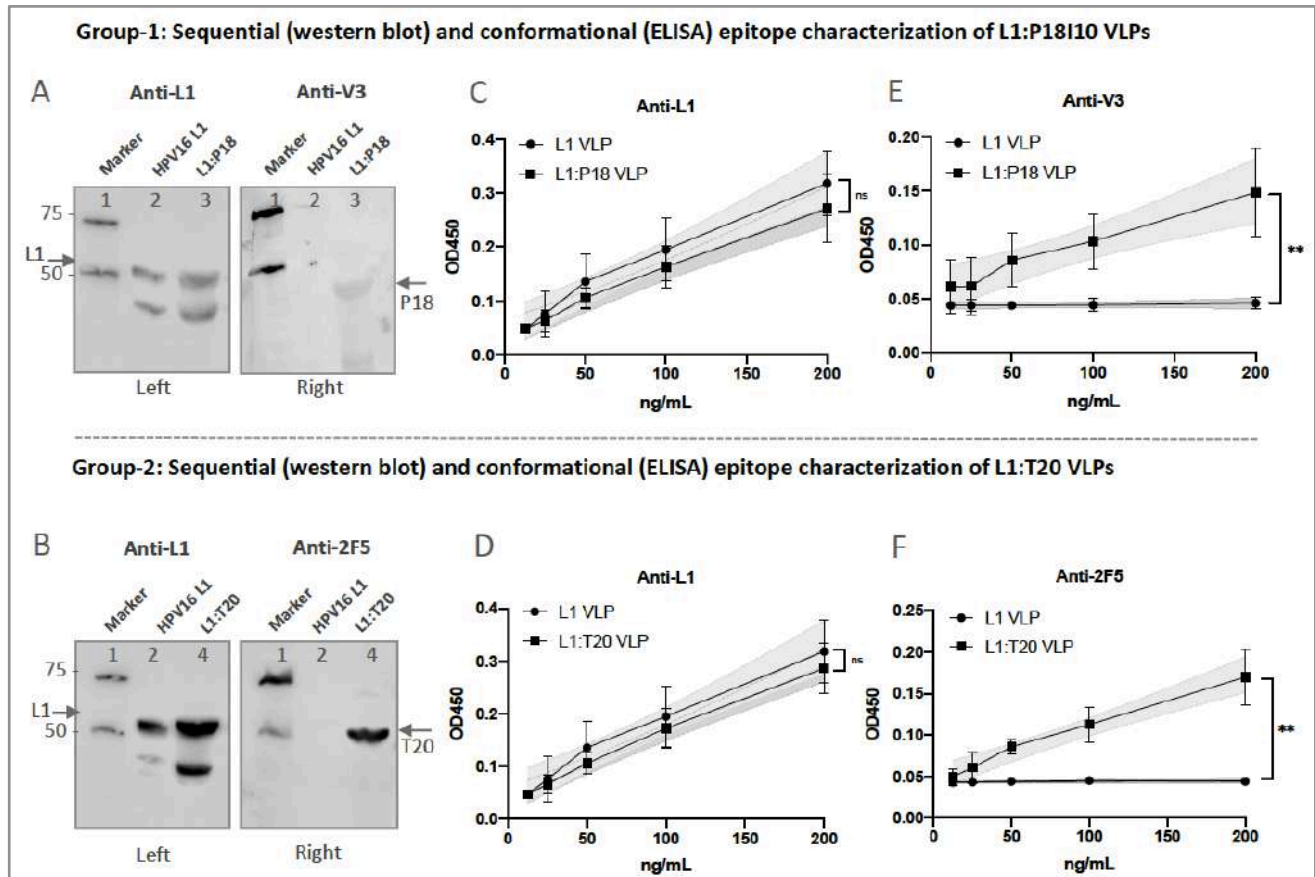 Group-1: Sequential (western blot) and conformational (ELISA) epitope characterization of L1:P18I10 VLPs
A
Anti-L1
Anti-V3
Marker
HPV16 L1
L1:P18
Marker
HPV16 L1
L1:P18
1 2 3
1 2 3
75
L1
50
P18
Left
Right
C
Anti-L1
L1 VLP
L1:P18 VLP
OD450
0.4
0.3
0.2
0.1
0.0
0 50 100 150 200
ng/mL
ns
E
Anti-V3
L1 VLP
L1:P18 VLP
OD450
0.20
0.15
0.10
0.05
0.00
0 50 100 150 200
ng/mL
**
Group-2: Sequential (western blot) and conformational (ELISA) epitope characterization of L1:T20 VLPs
B
Anti-L1
Anti-2F5
Marker
HPV16 L1
L1:T20
Marker
HPV16 L1
L1:T20
1 2 4
1 2 4
75
L1
50
T20
Left
Right
D
Anti-L1
L1 VLP
L1:T20 VLP
OD450
0.4
0.3
0.2
0.1
0.0
0 50 100 150 200
ng/mL
ns
F
Anti-2F5
L1 VLP
L1:T20 VLP
OD450
0.25
0.20
0.15
0.10
0.05
0.00
0 50 100 150 200
ng/mL
**